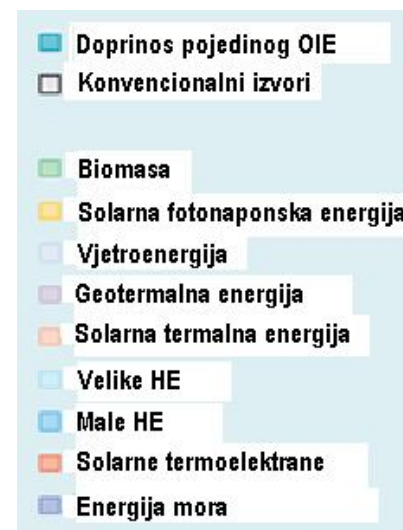 Doprinos pojedinog OIE
Konvencionalni izvori
Biomasa
Solarna fotonaponska energija
Vjetroenergija
Geotermalna energija
Solarna termalna energija
Velike HE
Male HE
Solarne termoelektrane
Energija mora